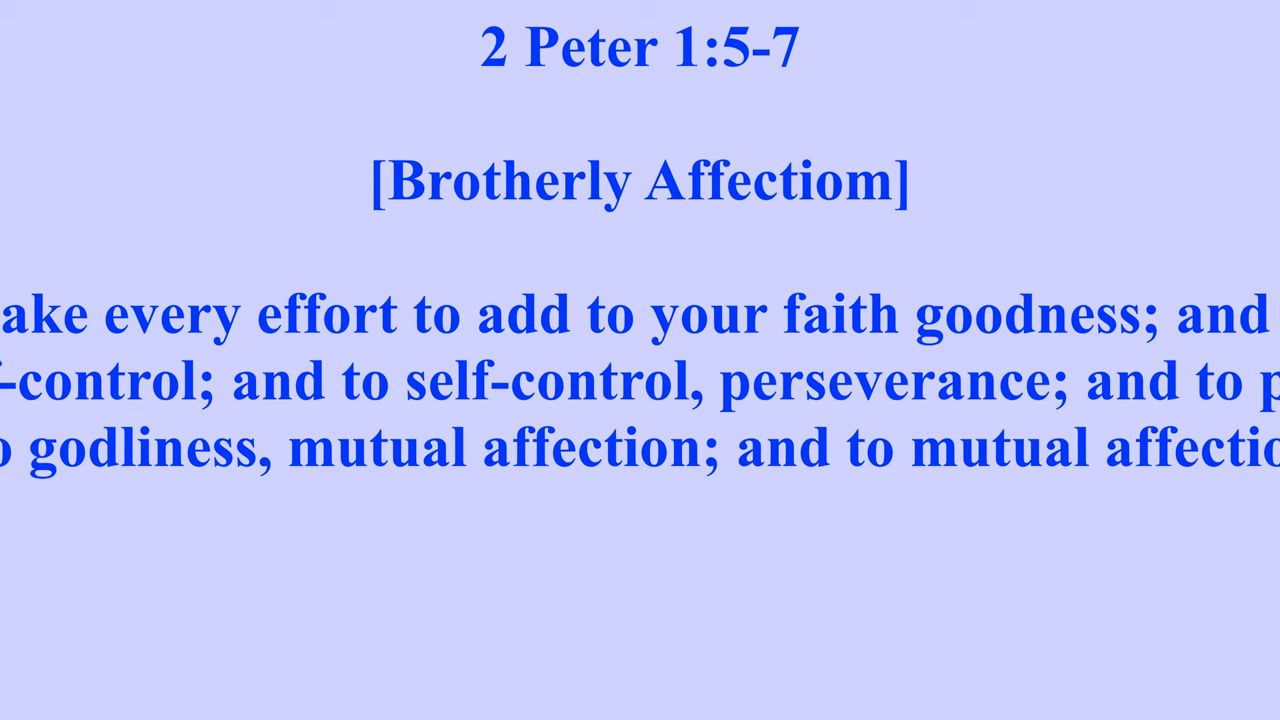 2 Peter 1:5-7
[Brotherly Affectiom]
ake every effort to add to your faith goodness; and
-control; and to self-control, perseverance; and to p
o godliness, mutual affection; and to mutual affectio